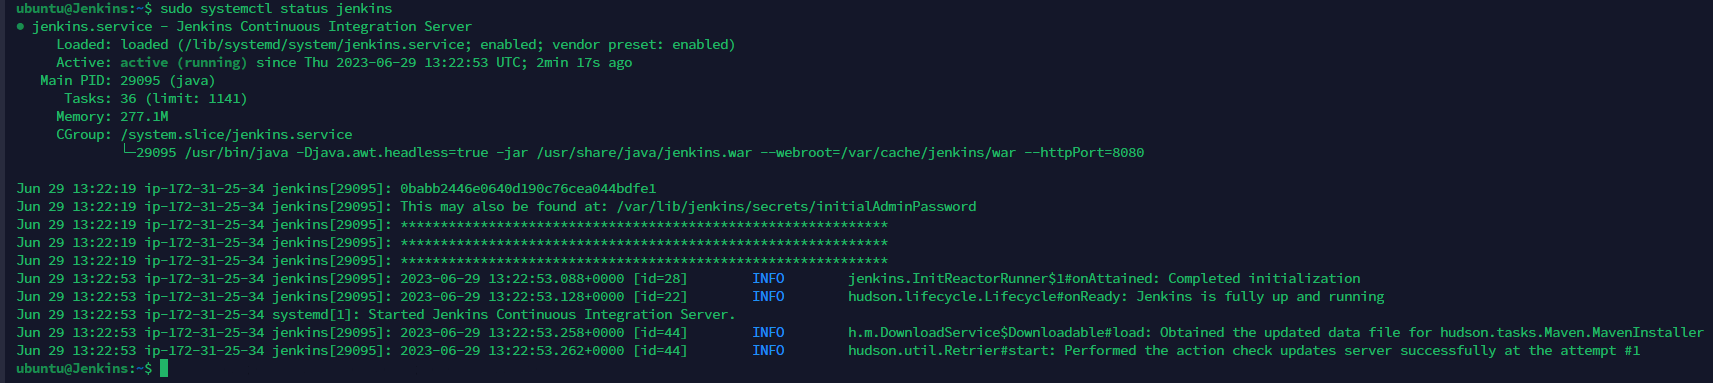 ubuntu@Jenkins:~$ sudo systemctl status jenkins
● jenkins.service - Jenkins Continuous Integration Server
Loaded: loaded (/lib/systemd/system/jenkins.service; enabled; vendor preset: enabled)
Active: active (running) since Thu 2023-06-29 13:22:53 UTC; 2min 17s ago
Main PID: 29095 (java)
Tasks: 36 (limit: 1141)
Memory: 277.1M
CGroup: /system.slice/jenkins.service
└─29095 /usr/bin/java -Djava.awt.headless=true -jar /usr/share/java/jenkins.war --webroot=/var/cache/jenkins/war --httpPort=8080
Jun 29 13:22:19 ip-172-31-25-34 jenkins[29095]: 0babb2446e0640d190c76cea044bdfe1
Jun 29 13:22:19 ip-172-31-25-34 jenkins[29095]: This may also be found at: /var/lib/jenkins/secrets/initialAdminPassword
Jun 29 13:22:19 ip-172-31-25-34 jenkins[29095]: *************************************************************
Jun 29 13:22:19 ip-172-31-25-34 jenkins[29095]: *************************************************************
Jun 29 13:22:19 ip-172-31-25-34 jenkins[29095]: *************************************************************
Jun 29 13:22:53 ip-172-31-25-34 jenkins[29095]: 2023-06-29 13:22:53.088+0000 [id=28] INFO jenkins.InitReactorRunner$1#onAttained: Completed initialization
Jun 29 13:22:53 ip-172-31-25-34 jenkins[29095]: 2023-06-29 13:22:53.128+0000 [id=22] INFO hudson.lifecycle.Lifecycle#onReady: Jenkins is fully up and running
Jun 29 13:22:53 ip-172-31-25-34 systemd[1]: Started Jenkins Continuous Integration Server.
Jun 29 13:22:53 ip-172-31-25-34 jenkins[29095]: 2023-06-29 13:22:53.258+0000 [id=44] INFO h.m.DownloadService$Downloadable#load: Obtained the updated data file for hudson.tasks.Maven.MavenInstaller
Jun 29 13:22:53 ip-172-31-25-34 jenkins[29095]: 2023-06-29 13:22:53.262+0000 [id=44] INFO hudson.util.Retrier#start: Performed the action check updates server successfully at the attempt #1
ubuntu@Jenkins:~$